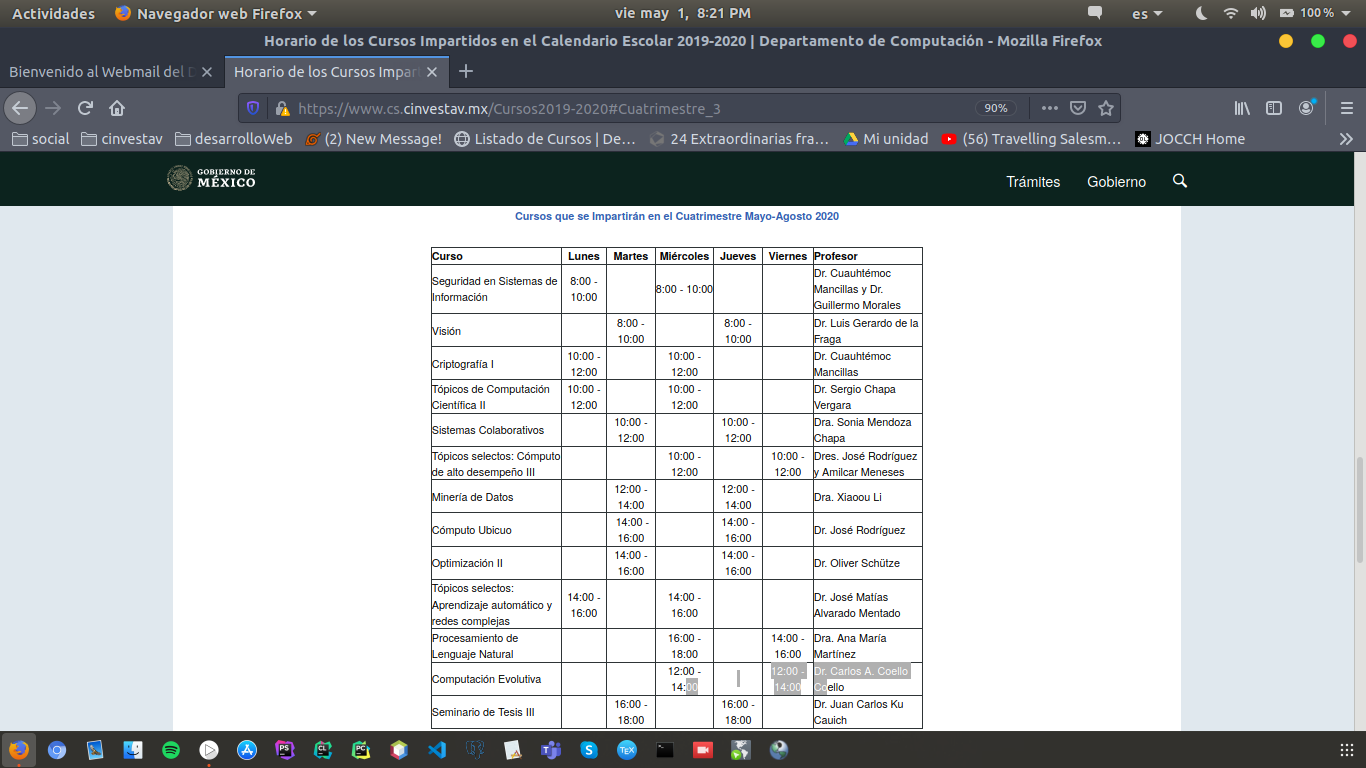 Actividades Navegador web Firefox vie may 1, 8:21 PM es 100 %
Horario de los Cursos Impartidos en el Calendario Escolar 2019-2020 | Departamento de Computación - Mozilla Firefox
Bienvenido al Webmail del Horario de los Cursos Impar
https://www.cs.cinvestav.mx/Cursos2019-2020#Cuatrimestre_3 90%
social cinvestav desarrolloWeb (2) New Message! Listado de Cursos | De… 24 Extraordinarias fra… Mi unidad (56) Travelling Salesm… JOCCH Home
GOBIERNO DE
MÉXICO
Trámites Gobierno
Cursos que se Impartirán en el Cuatrimestre Mayo-Agosto 2020
Curso Lunes Martes Miércoles Jueves Viernes Profesor
Seguridad en Sistemas de
Información
8:00 -
10:00
8:00 - 10:00
Dr. Cuauhtémoc
Mancillas y Dr.
Guillermo Morales
Visión
8:00 -
10:00
8:00 -
10:00
Dr. Luis Gerardo de la
Fraga
Criptografía I
10:00 -
12:00
10:00 -
12:00
Dr. Cuauhtémoc
Mancillas
Tópicos de Computación
Científica II
10:00 -
12:00
10:00 -
12:00
Dr. Sergio Chapa
Vergara
Sistemas Colaborativos
10:00 -
12:00
10:00 -
12:00
Dra. Sonia Mendoza
Chapa
Tópicos selectos: Cómputo
de alto desempeño III
10:00 -
12:00
10:00 -
12:00
Dres. José Rodríguez
y Amilcar Meneses
Minería de Datos
12:00 -
14:00
12:00 -
14:00
Dra. Xiaoou Li
Cómputo Ubicuo
14:00 -
16:00
14:00 -
16:00
Dr. José Rodríguez
Optimización II
14:00 -
16:00
14:00 -
16:00
Dr. Oliver Schütze
Tópicos selectos:
Aprendizaje automático y
redes complejas
14:00 -
16:00
14:00 -
16:00
Dr. José Matías
Alvarado Mentado
Procesamiento de
Lenguaje Natural
16:00 -
18:00
14:00 -
16:00
Dra. Ana María
Martínez
Computación Evolutiva
12:00 -
14:00
12:00 -
14:00
Dr. Carlos A. Coello
Coello
Seminario de Tesis III
16:00 -
18:00
16:00 -
18:00
Dr. Juan Carlos Ku
Cauich
PS CL PC TEX